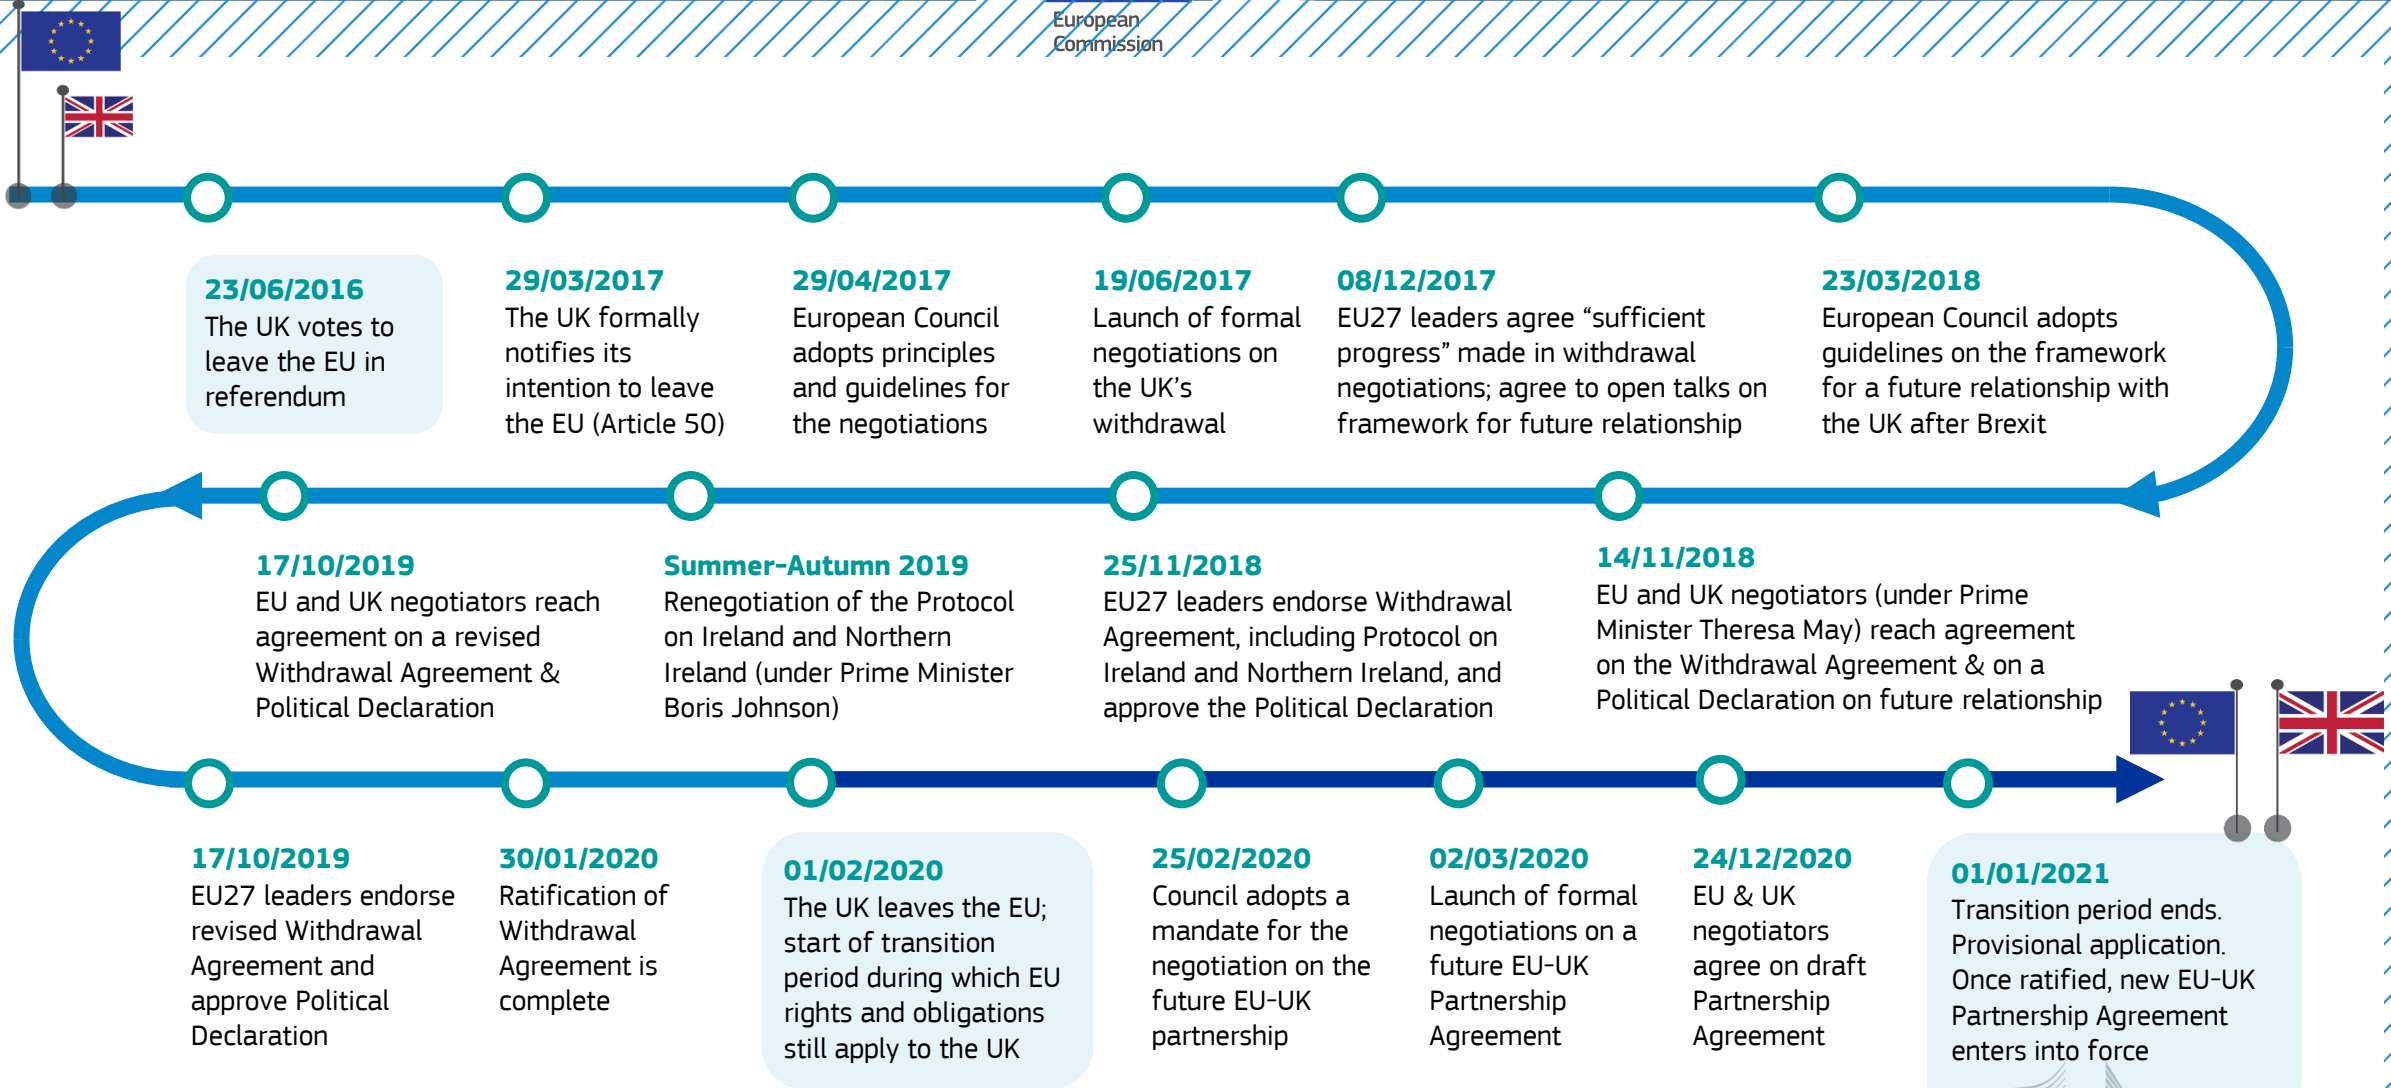 European
Commission
23/06/2016
The UK votes to
leave the EU in
referendum
29/03/2017
The UK formally
notifies its
intention to leave
the EU (Article 50)
29/04/2017
European Council
adopts principles
and guidelines for
the negotiations
19/06/2017
Launch of formal
negotiations on
the UK’s
withdrawal
08/12/2017
EU27 leaders agree “sufficient
progress” made in withdrawal
negotiations; agree to open talks on
framework for future relationship
23/03/2018
European Council adopts
guidelines on the framework
for a future relationship with
the UK after Brexit
14/11/2018
EU and UK negotiators (under Prime
Minister Theresa May) reach agreement
on the Withdrawal Agreement & on a
Political Declaration on future relationship
25/11/2018
EU27 leaders endorse Withdrawal
Agreement, including Protocol on
Ireland and Northern Ireland, and
approve the Political Declaration
Summer-Autumn 2019
Renegotiation of the Protocol
on Ireland and Northern
Ireland (under Prime Minister
Boris Johnson)
17/10/2019
EU and UK negotiators reach
agreement on a revised
Withdrawal Agreement &
Political Declaration
17/10/2019
EU27 leaders endorse
revised Withdrawal
Agreement and
approve Political
Declaration
30/01/2020
Ratification of
Withdrawal
Agreement is
complete
01/02/2020
The UK leaves the EU;
start of transition
period during which EU
rights and obligations
still apply to the UK
25/02/2020
Council adopts a
mandate for the
negotiation on the
future EU-UK
partnership
02/03/2020
Launch of formal
negotiations on a
future EU-UK
Partnership
Agreement
24/12/2020
EU & UK
negotiators
agree on draft
Partnership
Agreement
01/01/2021
Transition period ends.
Provisional application.
Once ratified, new EU-UK
Partnership Agreement
enters into force